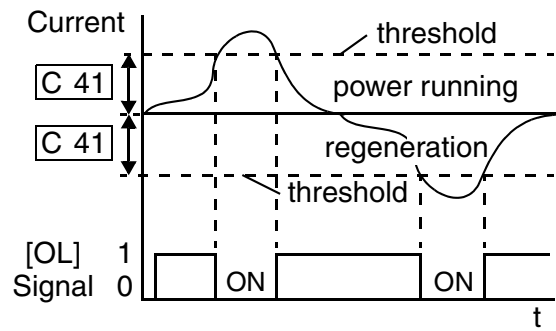 Current
threshold
C 41
power running
C 41
regeneration
threshold
[OL] 1
Signal 0 ON ON
t